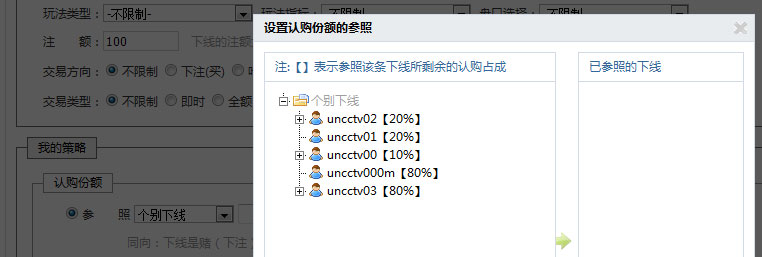 玩法类型： -不限制-
玩法指标： -不限制-
盘口选择： -不限制-
注 额： 100 下线的注额
交易方向： 不限制 下注(买)
交易类型： 不限制 即时 全额
我的策略
认购份额
参 照 个别下线
同向：下线是赌（下注）
设置认购份额的参照
注:【】表示参照该条下线所剩余的认购占成
个别下线
uncctv02【20%】
uncctv01【20%】
uncctv00【10%】
uncctv000m【80%】
uncctv03【80%】
已参照的下线